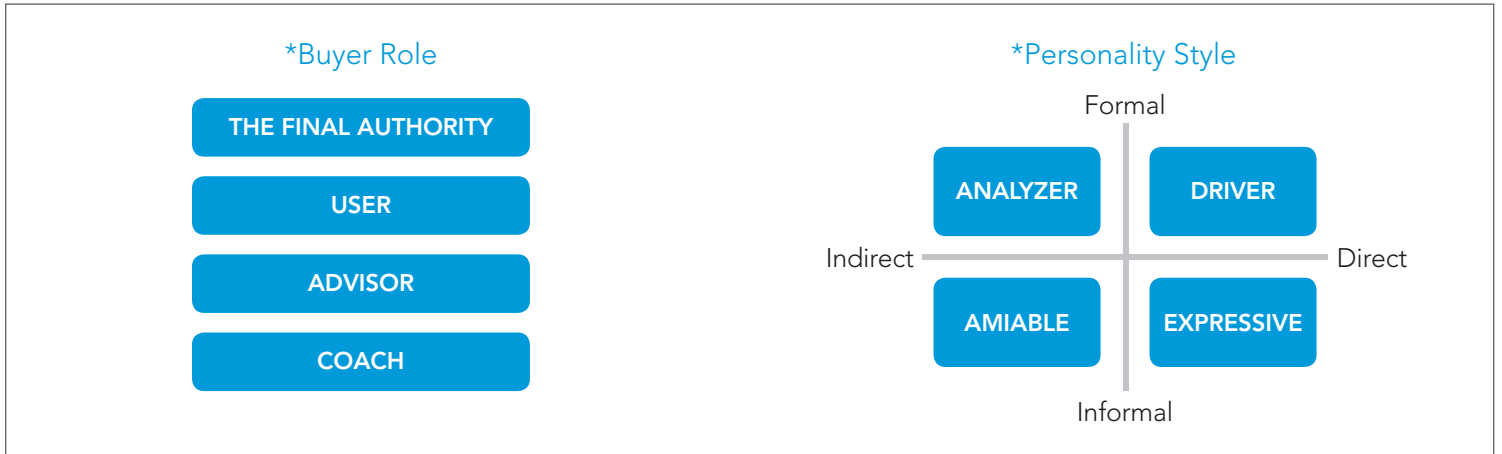 *Buyer Role
THE FINAL AUTHORITY
USER
ADVISOR
COACH
*Personality Style
Formal
ANALYZER
DRIVER
Indirect
Direct
AMIABLE
EXPRESSIVE
Informal